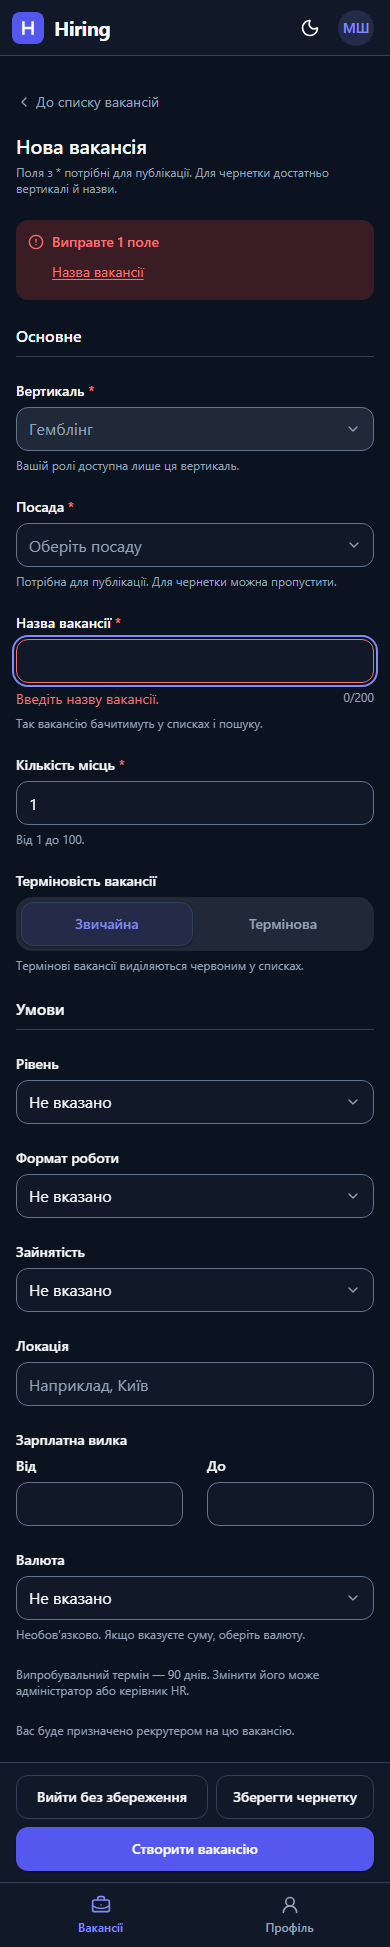 H Hiring МШ
До списку вакансій
Нова вакансія
Поля з * потрібні для публікації. Для чернетки достатньо
вертикалі й назви.
Виправте 1 поле
Назва вакансії
Основне
Вертикаль *
Гемблінг
Вашій ролі доступна лише ця вертикаль.
Посада *
Оберіть посаду
Потрібна для публікації. Для чернетки можна пропустити.
Назва вакансії *
Введіть назву вакансії. 0/200
Так вакансію бачитимуть у списках і пошуку.
Кількість місць *
1
Від 1 до 100.
Терміновість вакансії
Звичайна Термінова
Термінові вакансії виділяються червоним у списках.
Умови
Рівень
Не вказано
Формат роботи
Не вказано
Зайнятість
Не вказано
Локація
Наприклад, Київ
Зарплатна вилка
Від До
Валюта
Не вказано
Необов'язково. Якщо вказуєте суму, оберіть валюту.
Випробувальний термін — 90 днів. Змінити його може
адміністратор або керівник HR.
Вас буде призначено рекрутером на цю вакансію.
Вийти без збереження Зберегти чернетку
Створити вакансію
Вакансії Профіль